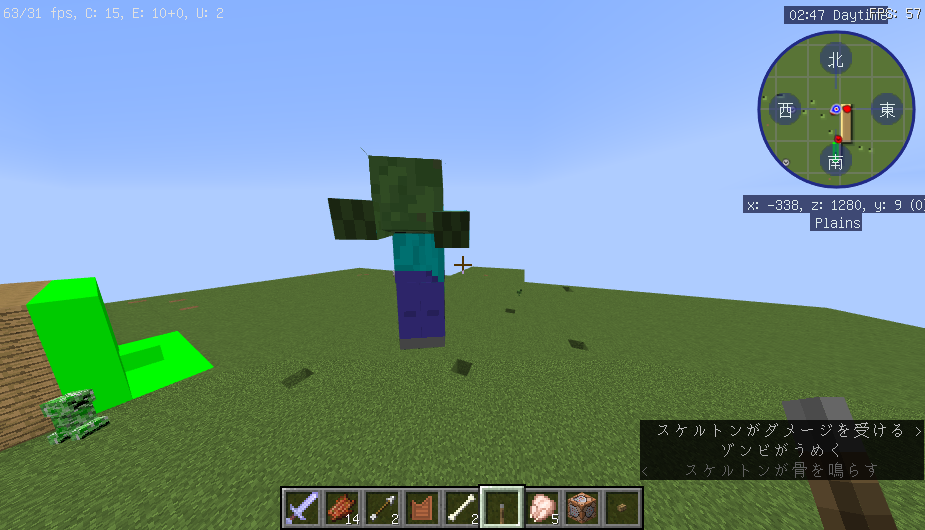 63/31 fps, C: 15, E: 10+0, U: 2
02:47 Daytime
FPS: 57
北
西
東
南
x: -338, z: 1280, y: 9 (0)
Plains
スケルトンがダメージを受ける >
ゾンビがうめく
< スケルトンが骨を鳴らす
14
2
2
5